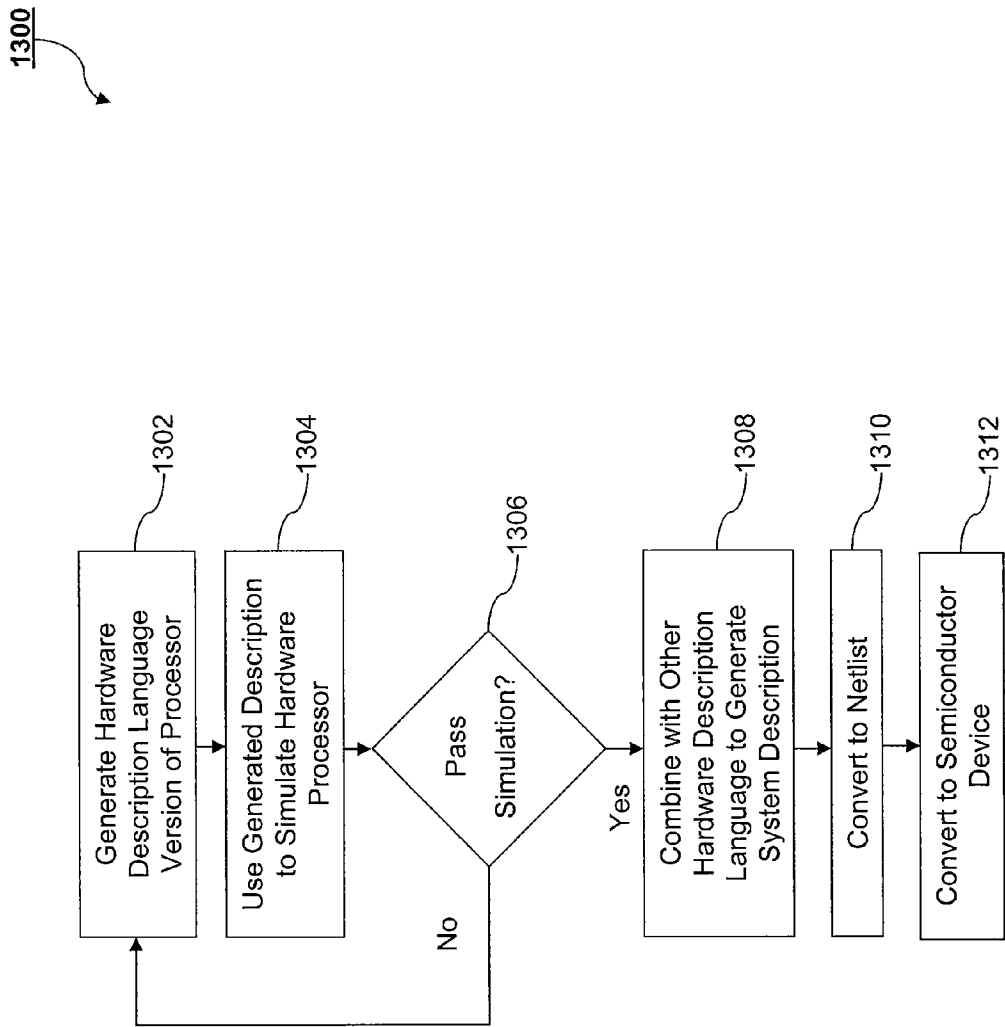 1300
Generate Hardware
Description Language
Version of Processor
1302
Use Generated Description
to Simulate Hardware
Processor
1304
Pass
Simulation?
1306
No
Yes
Combine with Other
Hardware Description
Language to Generate
System Description
1308
Convert to Netlist
1310
Convert to Semiconductor
Device
1312